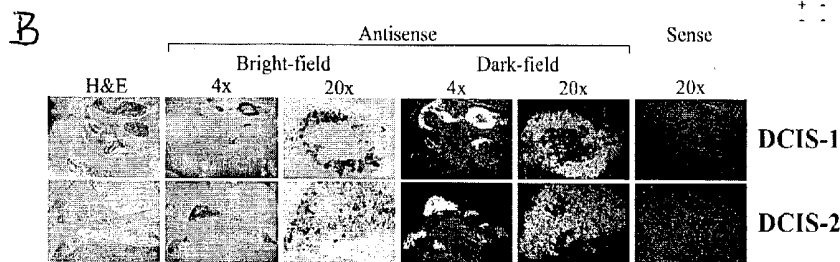 + -
- -
B
Antisense Sense
Bright-field Dark-field
H&E 4x 20x 4x 20x 20x
DCIS-1
DCIS-2